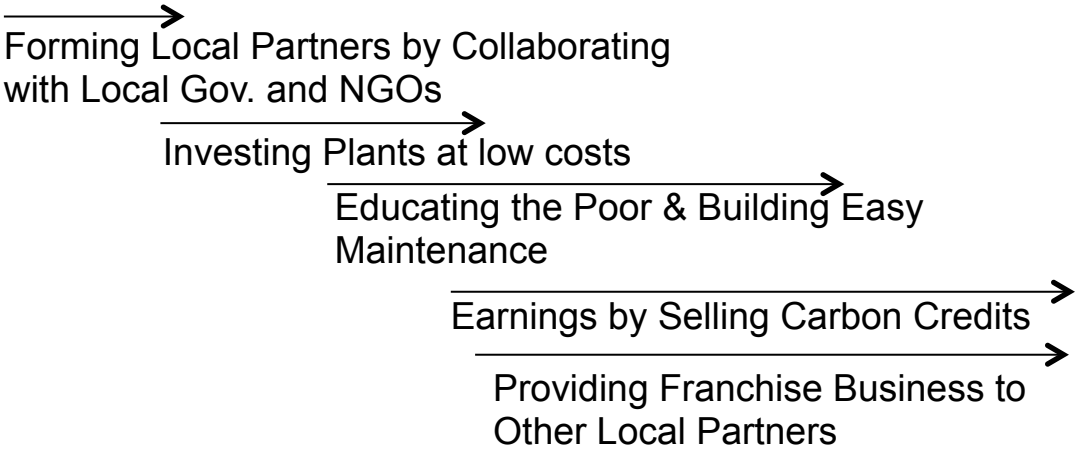 Forming Local Partners by Collaborating
with Local Gov. and NGOs
Investing Plants at low costs
Educating the Poor & Building Easy
Maintenance
Earnings by Selling Carbon Credits
Providing Franchise Business to
Other Local Partners